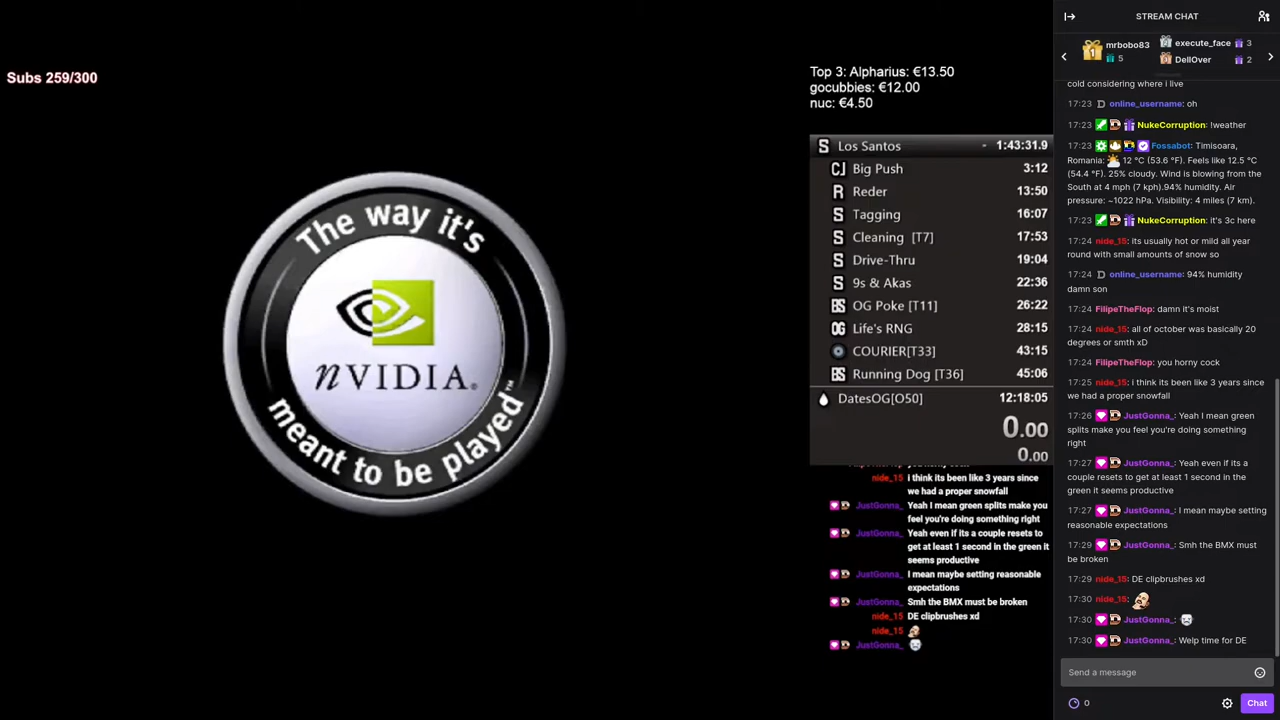 Subs 259/300
The way it's
nVIDIA.®
meant to be played™
Top 3: Alpharius: €13.50
gocubbies: €12.00
nuc: €4.50
S Los Santos - 1:43:31.9
CJ Big Push 3:12
R Reder 13:50
S Tagging 16:07
S Cleaning [T7] 17:53
S Drive-Thru 19:04
S 9s & Akas 22:36
BS OG Poke [T11] 26:22
OG Life's RNG 28:15
COURIER[T33] 43:15
BS Running Dog [T36] 45:06
DatesOG[O50] 12:18:05
0.00
0.00
nide_15 i think its been like 3 years since
we had a proper snowfall
JustGonna_ Yeah I mean green splits make you
feel you're doing something right
JustGonna_ Yeah even if its a couple resets to
get at least 1 second in the green it
seems productive
JustGonna_ I mean maybe setting reasonable
expectations
JustGonna_ Smh the BMX must be broken
nide_15 DE clipbrushes xd
nide_15
JustGonna_
STREAM CHAT
1 mrbobo83 5
execute_face 3
DellOver 2
cold considering where i live
17:23 online_username: oh
17:23 NukeCorruption: !weather
17:23 Fossabot: Timisoara,
Romania: 12 °C (53.6 °F). Feels like 12.5 °C
(54.4 °F). 25% cloudy. Wind is blowing from the
South at 4 mph (7 kph).94% humidity. Air
pressure: ~1022 hPa. Visibility: 4 miles (7 km).
17:23 NukeCorruption: it's 3c here
17:24 nide_15: its usually hot or mild all year
round with small amounts of snow so
17:24 online_username: 94% humidity
damn son
17:24 FilipeTheFlop: damn it's moist
17:24 nide_15: all of october was basically 20
degrees or smth xD
17:24 FilipeTheFlop: you horny cock
17:25 nide_15: i think its been like 3 years since
we had a proper snowfall
17:26 JustGonna_: Yeah I mean green
splits make you feel you're doing something
right
17:27 JustGonna_: Yeah even if its a
couple resets to get at least 1 second in the
green it seems productive
17:27 JustGonna_: I mean maybe setting
reasonable expectations
17:29 JustGonna_: Smh the BMX must
be broken
17:29 nide_15: DE clipbrushes xd
17:30 nide_15:
17:30 JustGonna_:
17:30 JustGonna_: Welp time for DE
Send a message
0
Chat